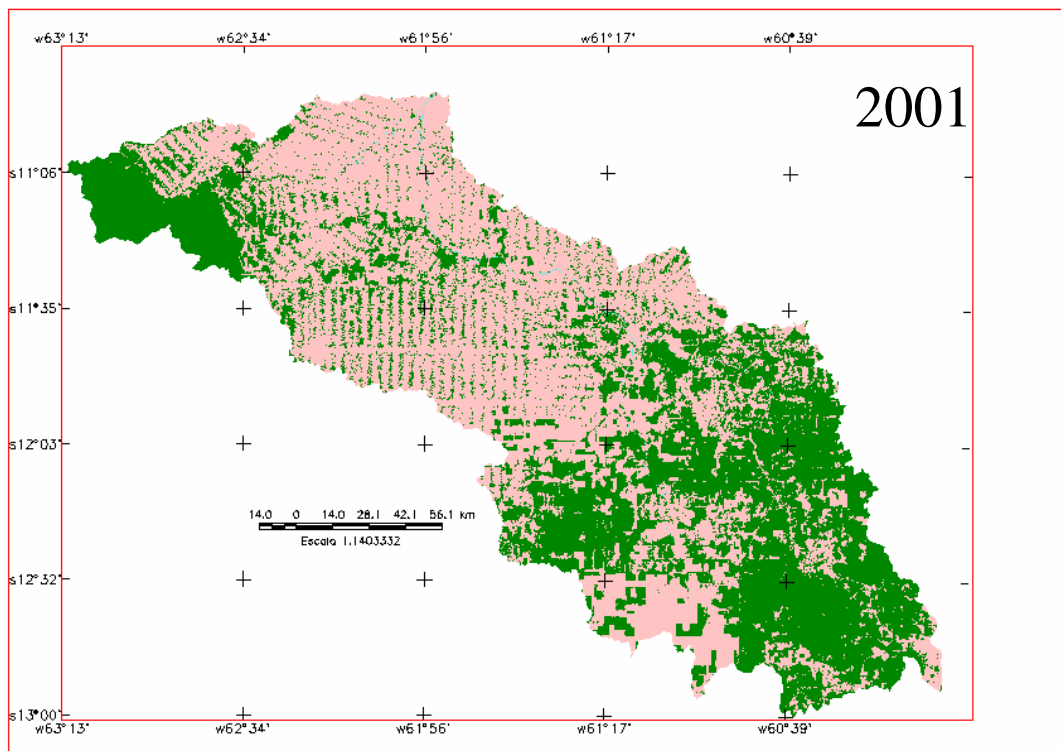 w63°13' w62°34' w61°56' w61°17' w60°39'
2001
s11°06'
s11°35'
s12°03'
14.0 0 14.0 28.1 42.1 56.1 km
Escala 1:1403332
s12°32'
s13°00'
w63°13' w62°34' w61°56' w61°17' w60°39'